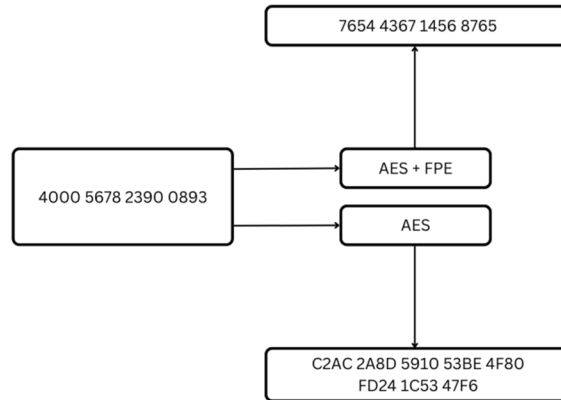 7654 4367 1456 8765
AES + FPE
4000 5678 2390 0893
AES
C2AC 2A8D 5910 53BE 4F80
FD24 1C53 47F6